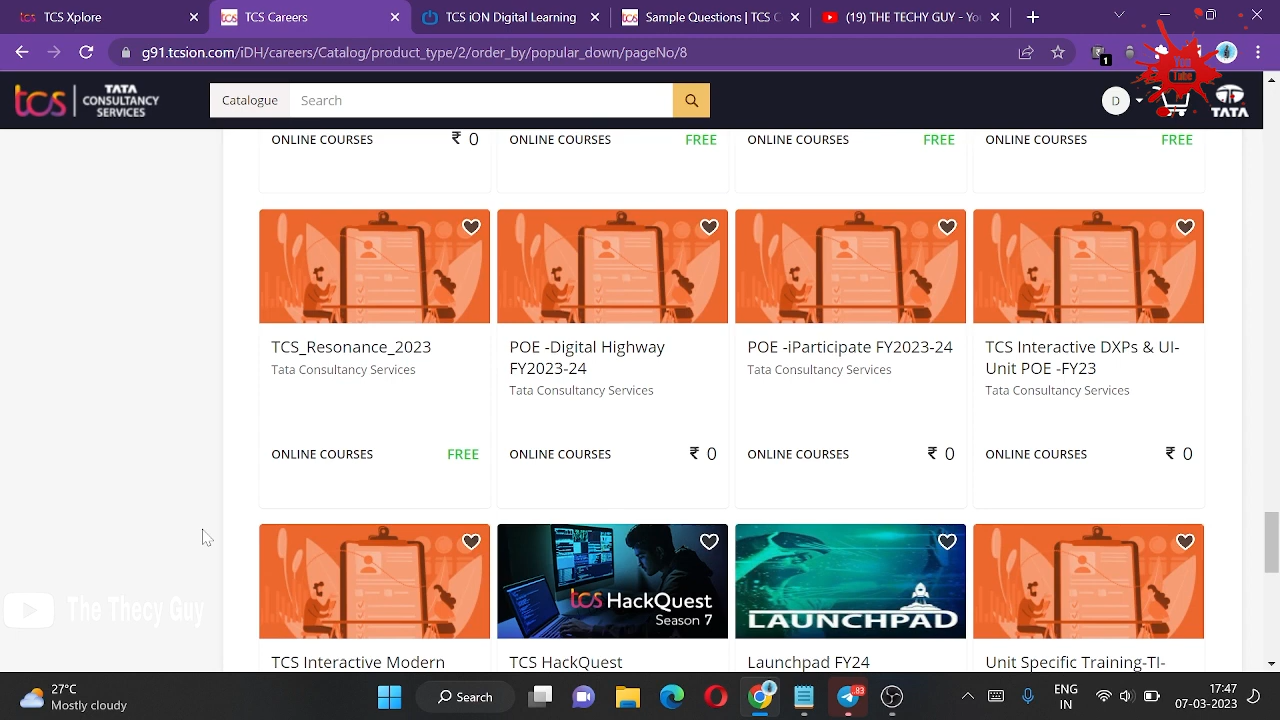 TCS Xplore
TCS Careers
TCS iON Digital Learning
Sample Questions | TCS C
(19) THE TECHY GUY - Yo
g91.tcsion.com/iDH/careers/Catalog/product_type/2/order_by/popular_down/pageNo/8
1
You
Tube
tcs
TATA
CONSULTANCY
SERVICES
Catalogue
Search
D
TATA
ONLINE COURSES ₹ 0
ONLINE COURSES FREE
ONLINE COURSES FREE
ONLINE COURSES FREE
TCS_Resonance_2023
Tata Consultancy Services
ONLINE COURSES FREE
POE -Digital Highway
FY2023-24
Tata Consultancy Services
ONLINE COURSES ₹ 0
POE -iParticipate FY2023-24
Tata Consultancy Services
ONLINE COURSES ₹ 0
TCS Interactive DXPs & UI-
Unit POE -FY23
Tata Consultancy Services
ONLINE COURSES ₹ 0
The Thecy Guy
tcs HackQuest
Season 7
LAUNCHPAD
TCS Interactive Modern
TCS HackQuest
Launchpad FY24
Unit Specific Training-TI-
27°C
Mostly cloudy
Search
83
ENG
IN
17:47
07-03-2023